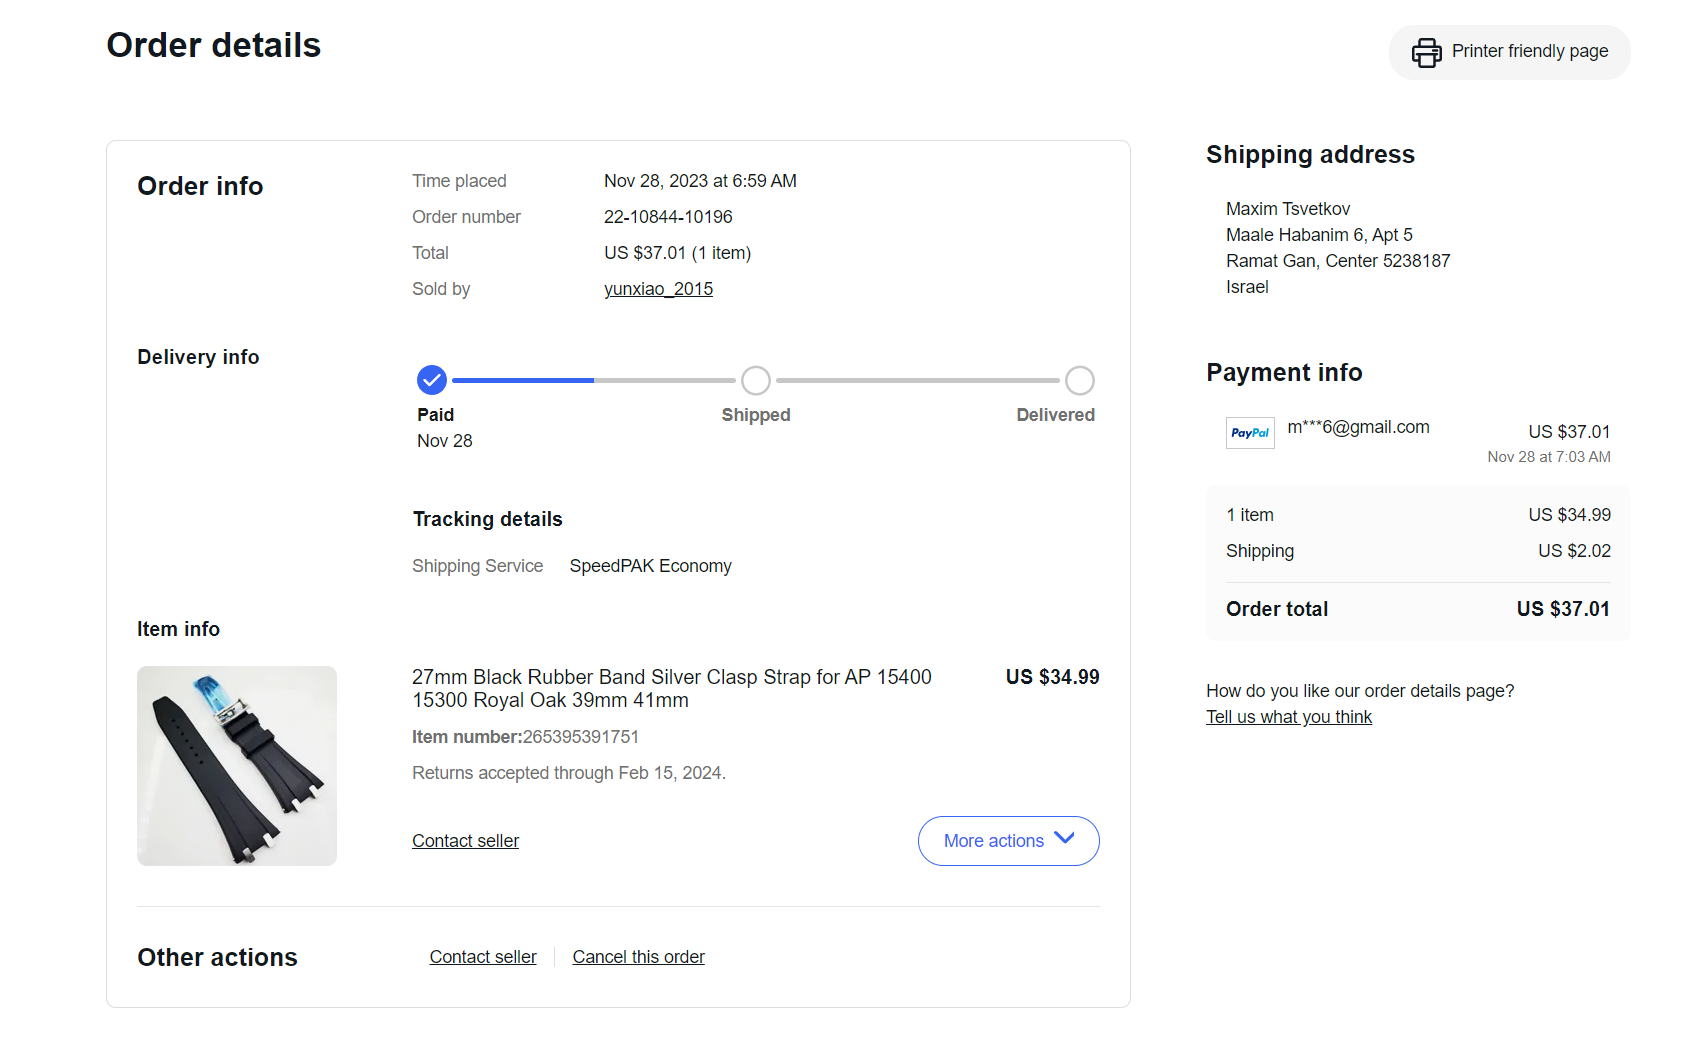 Order details
Printer friendly page
Order info
Time placed Nov 28, 2023 at 6:59 AM
Order number 22-10844-10196
Total US $37.01 (1 item)
Sold by yunxiao_2015
Delivery info
Paid Shipped Delivered
Nov 28
Tracking details
Shipping Service SpeedPAK Economy
Item info
27mm Black Rubber Band Silver Clasp Strap for AP 15400 US $34.99
15300 Royal Oak 39mm 41mm
Item number:265395391751
Returns accepted through Feb 15, 2024.
Contact seller More actions
Other actions Contact seller Cancel this order
Shipping address
Maxim Tsvetkov
Maale Habanim 6, Apt 5
Ramat Gan, Center 5238187
Israel
Payment info
PayPal m***6@gmail.com US $37.01
Nov 28 at 7:03 AM
1 item US $34.99
Shipping US $2.02
Order total US $37.01
How do you like our order details page?
Tell us what you think